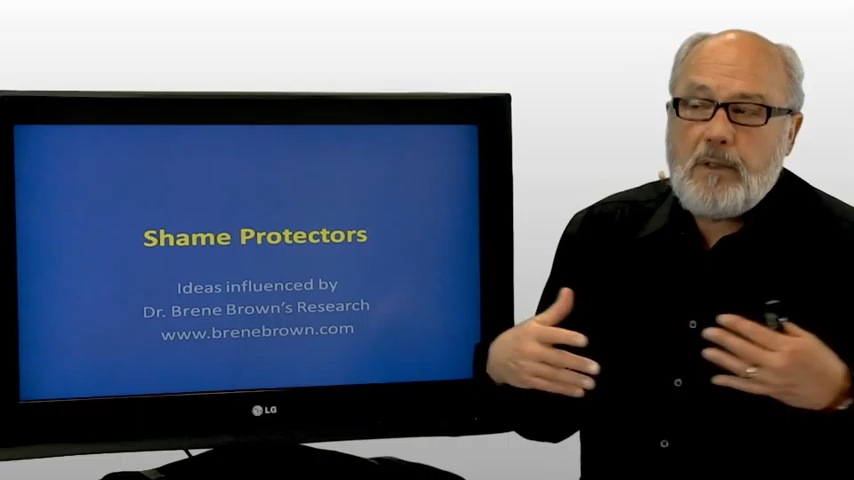 Shame Protectors
Ideas influenced by
Dr. Brene Brown's Research
www.brenebrown.com
LG